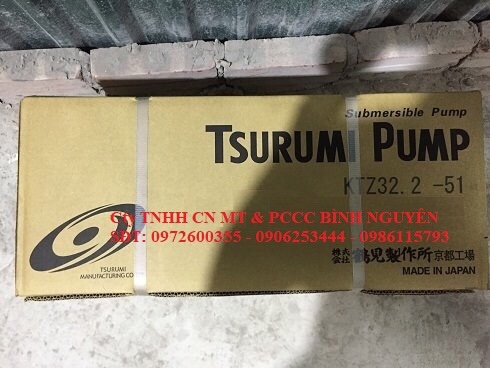 Submersible Pump
TSURUMI PUMP
KTZ32.2 -51
Cty TNHH CN MT & PCCC BÌNH NGUYÊN
SĐT: 0972600355 - 0906253444 - 0986115793
TSURUMI
MANUFACTURING CO
株式会社 鶴見製作所 京都工場
MADE IN JAPAN